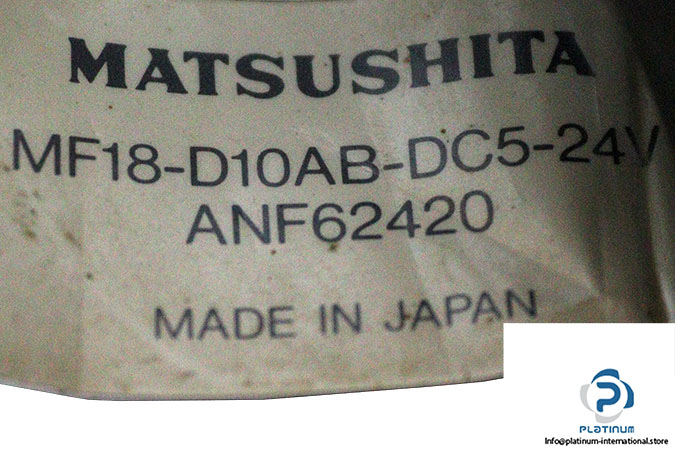 MATSUSHITA
MF18-D10AB-DC5-24V
ANF62420
MADE IN JAPAN
PLATINUM
Info@platinum-international.store